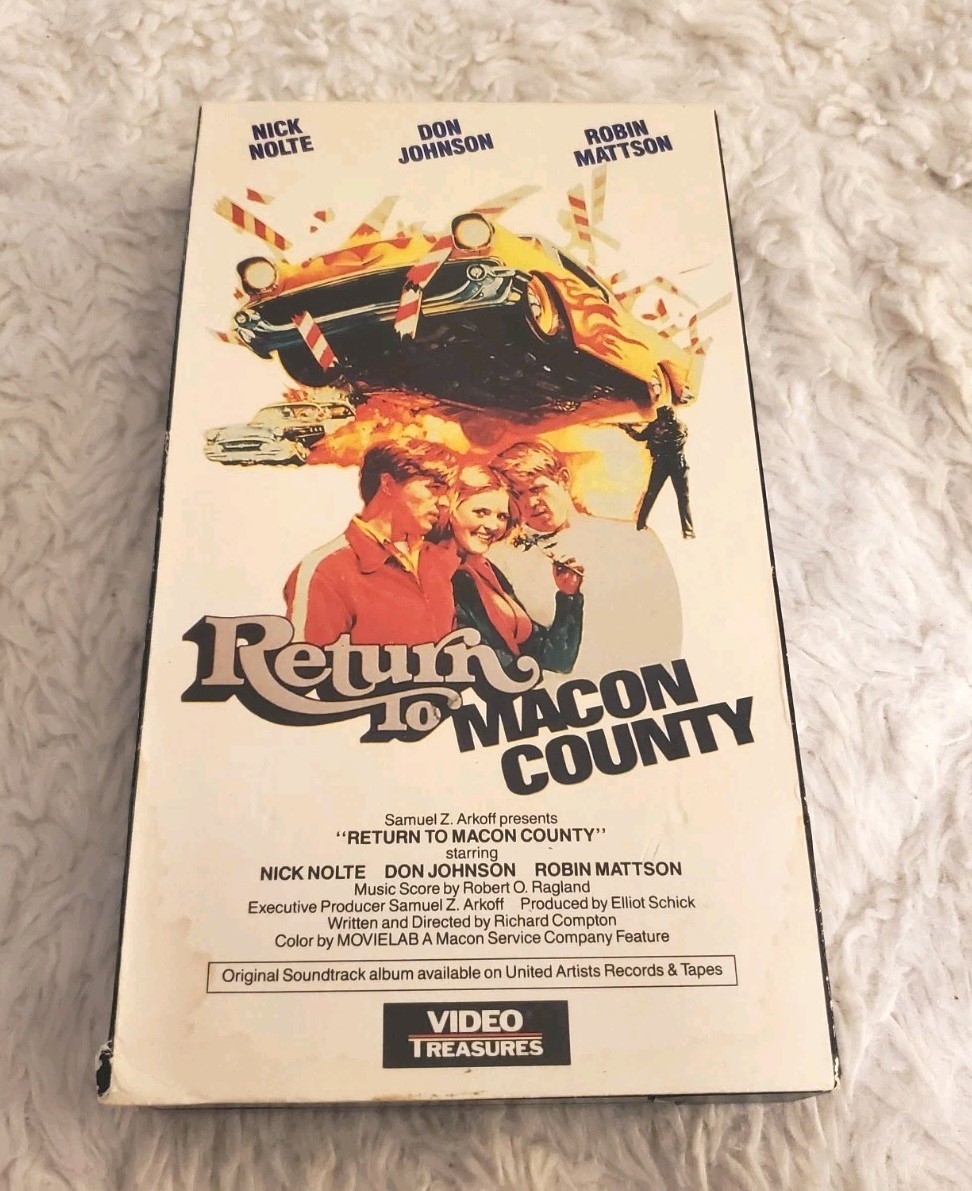 NICK
NOLTE
DON
JOHNSON
ROBIN
MATTSON
Return
To
MACON
COUNTY
Samuel Z. Arkoff presents
“RETURN TO MACON COUNTY”
starring
NICK NOLTE DON JOHNSON ROBIN MATTSON
Music Score by Robert O. Ragland
Executive Producer Samuel Z. Arkoff Produced by Elliot Schick
Written and Directed by Richard Compton
Color by MOVIELAB A Macon Service Company Feature
Original Soundtrack album available on United Artists Records & Tapes
VIDEO
TREASURES